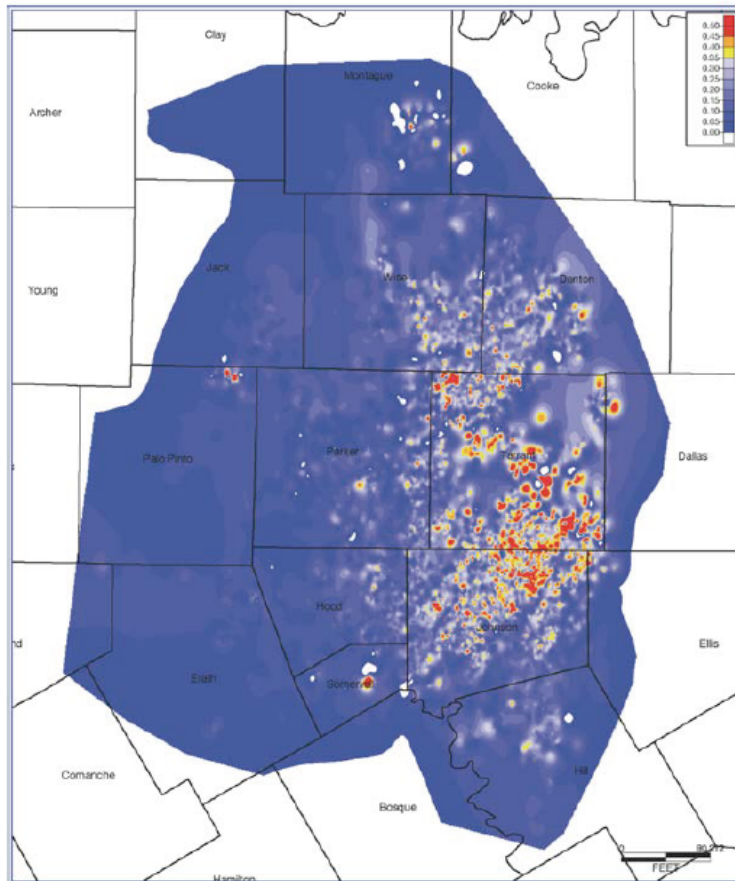 Clay
Montague
Cooke
Archer
0.50
0.45
0.40
0.35
0.30
0.25
0.20
0.15
0.10
0.05
0.00
Young
Jack
Wise
Denton
Palo Pinto
Parker
Tarrant
Dallas
Hood
Johnson
Ellis
Erath
Somervell
Comanche
Bosque
Hill
Hamilton
0
FEET